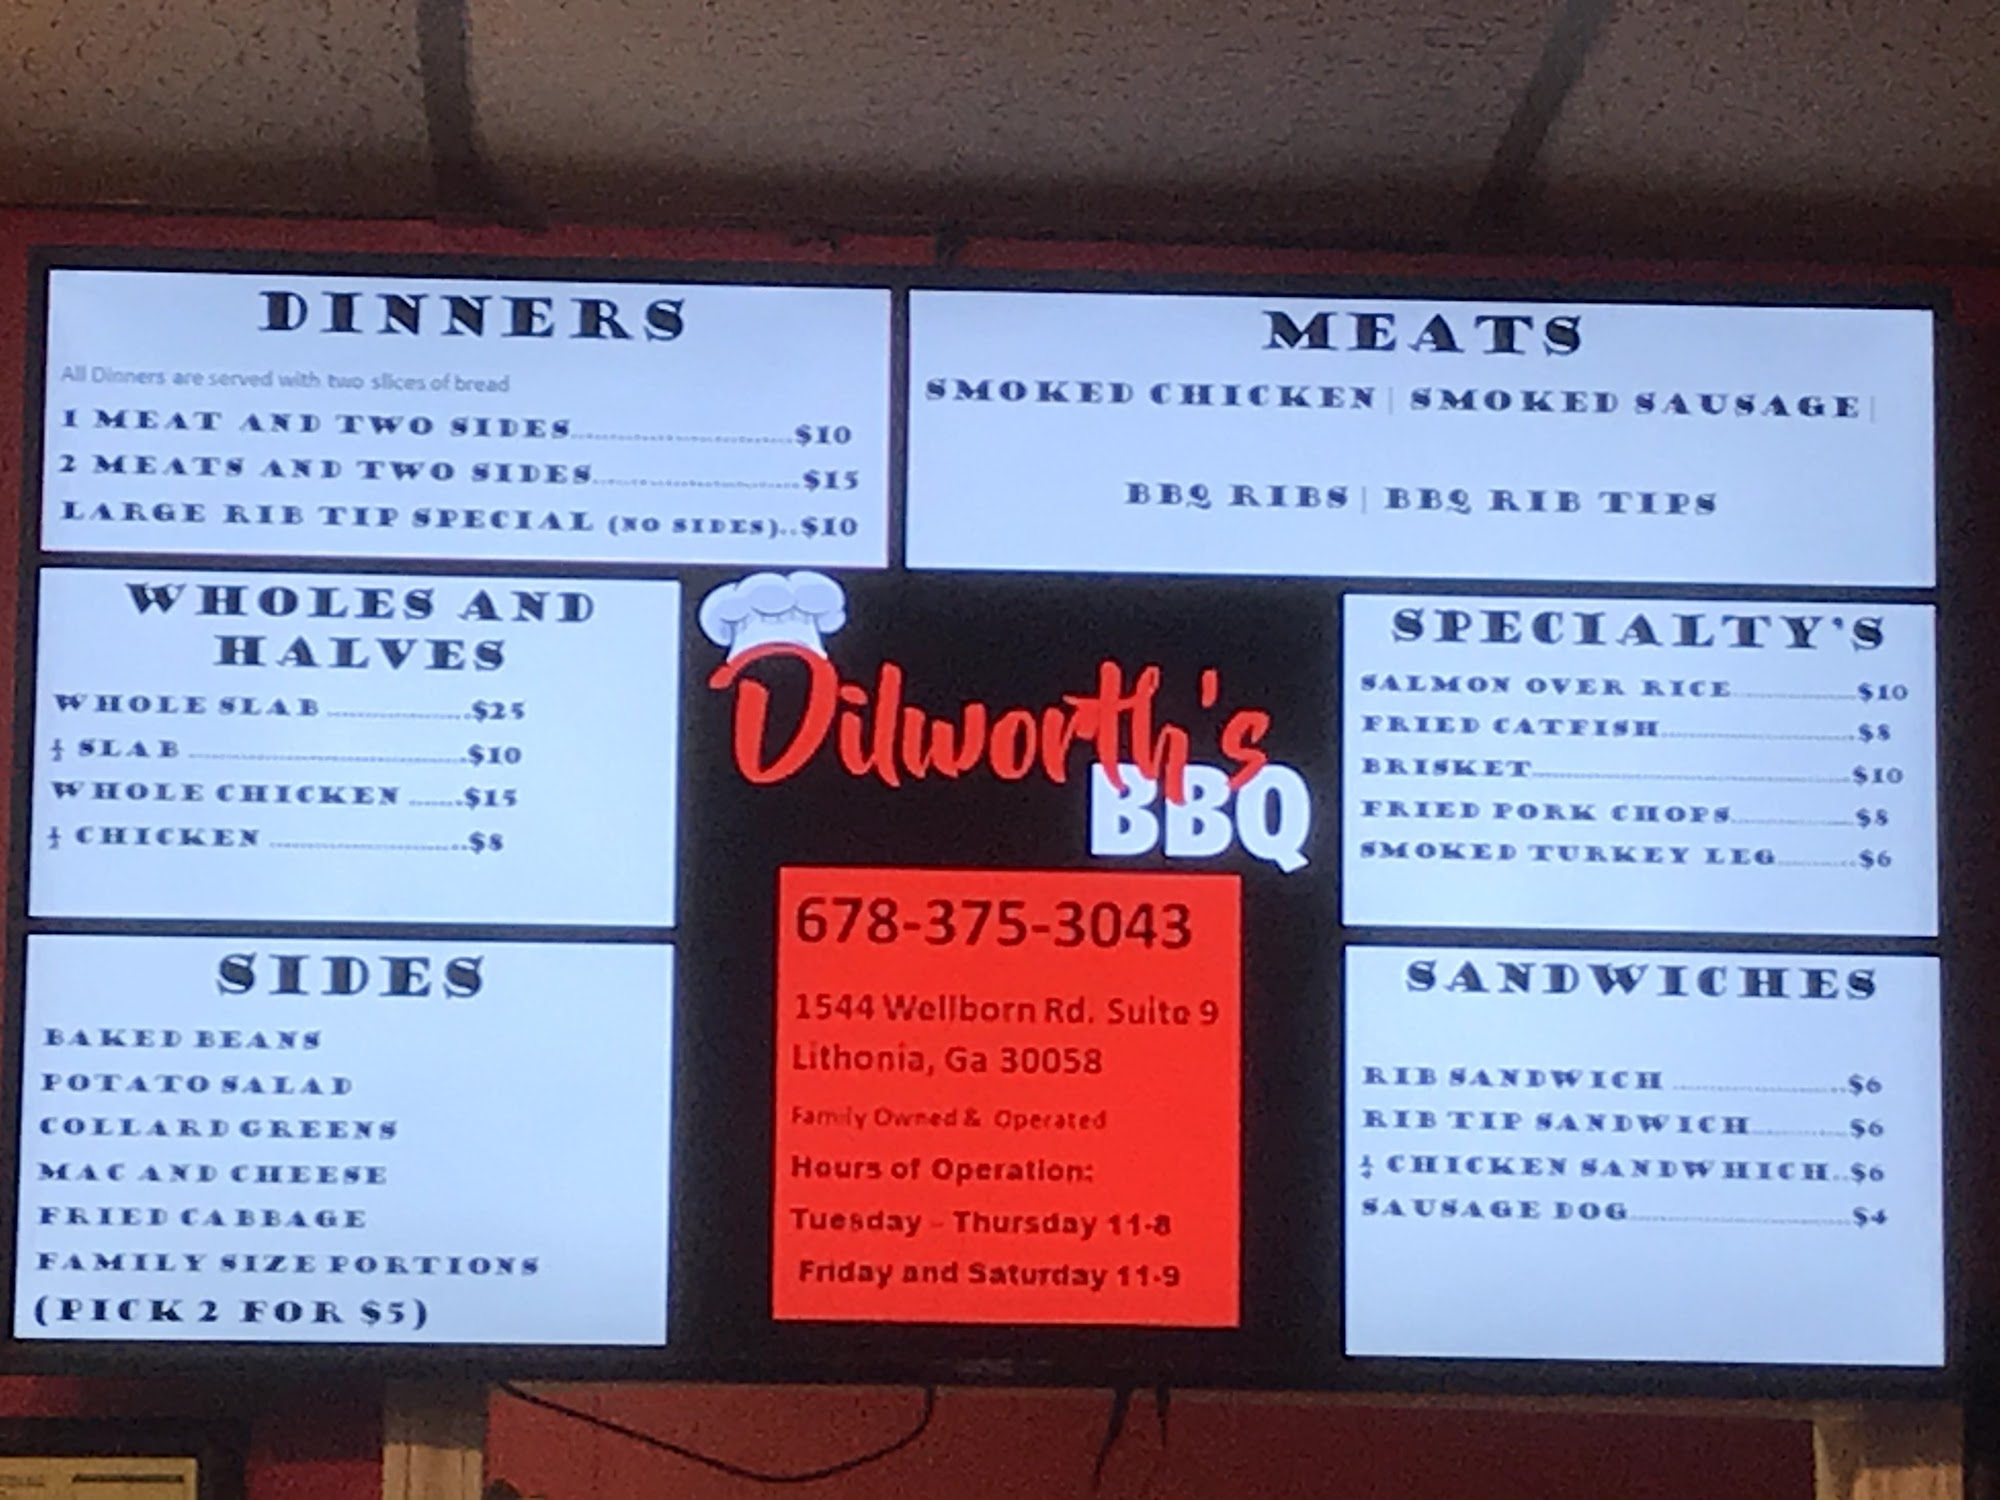 DINNERS
All Dinners are served with two slices of bread
1 MEAT AND TWO SIDES..............................$10
2 MEATS AND TWO SIDES............................$15
LARGE RIB TIP SPECIAL (NO SIDES)..$10
MEATS
SMOKED CHICKEN | SMOKED SAUSAGE |
BBQ RIBS | BBQ RIB TIPS
WHOLES AND
HALVES
WHOLE SLAB ....................$25
½ SLAB .......................................$10
WHOLE CHICKEN .......$15
½ CHICKEN ............................$8
Dilworth's
BBQ
SPECIALTY'S
SALMON OVER RICE.................$10
FRIED CATFISH...........................$8
BRISKET.............................................$10
FRIED PORK CHOPS.................$8
SMOKED TURKEY LEG...........$6
SIDES
BAKED BEANS
POTATO SALAD
COLLARD GREENS
MAC AND CHEESE
FRIED CABBAGE
FAMILY SIZE PORTIONS
(PICK 2 FOR $5)
678-375-3043
1544 Wellborn Rd. Suite 9
Lithonia, Ga 30058
Family Owned & Operated
Hours of Operation:
Tuesday - Thursday 11-8
Friday and Saturday 11-9
SANDWICHES
RIB SANDWICH ........................$6
RIB TIP SANDWICH.............$6
½ CHICKEN SANDWHICH..$6
SAUSAGE DOG..............................$4